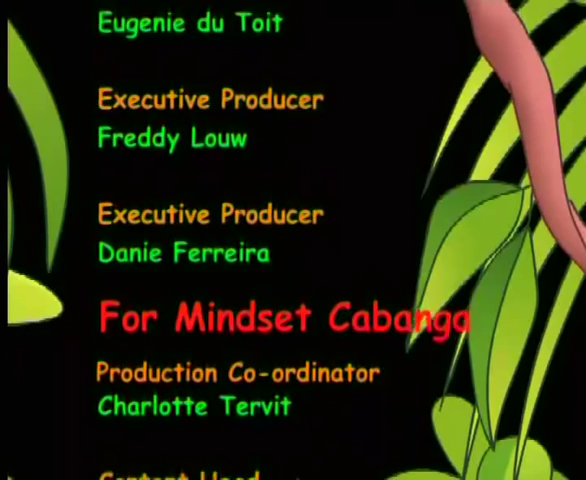 Eugenie du Toit
Executive Producer
Freddy Louw
Executive Producer
Danie Ferreira
For Mindset Cabanga
Production Co-ordinator
Charlotte Tervit